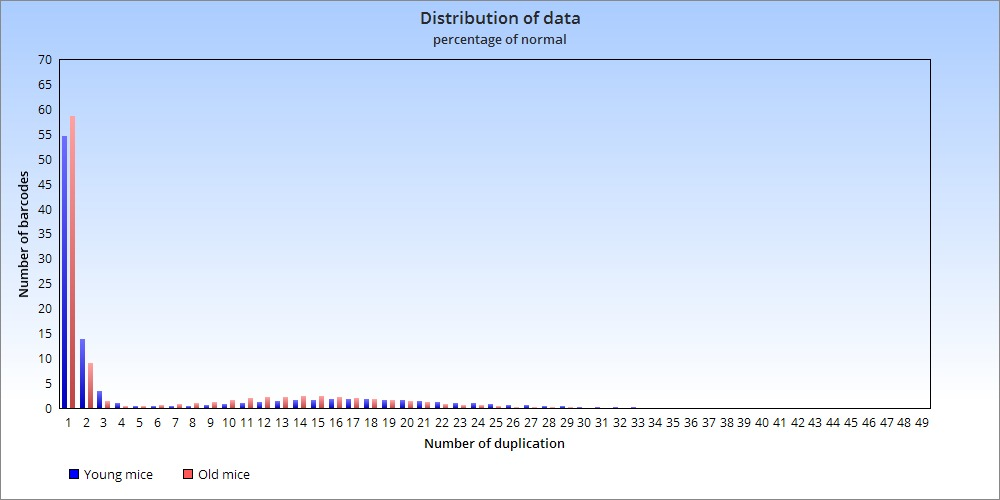 Distribution of data
percentage of normal
70
65
60
55
50
45
40
35
30
25
20
15
10
5
0
Number of barcodes
1 2 3 4 5 6 7 8 9 10 11 12 13 14 15 16 17 18 19 20 21 22 23 24 25 26 27 28 29 30 31 32 33 34 35 36 37 38 39 40 41 42 43 44 45 46 47 48 49
Number of duplication
Young mice Old mice